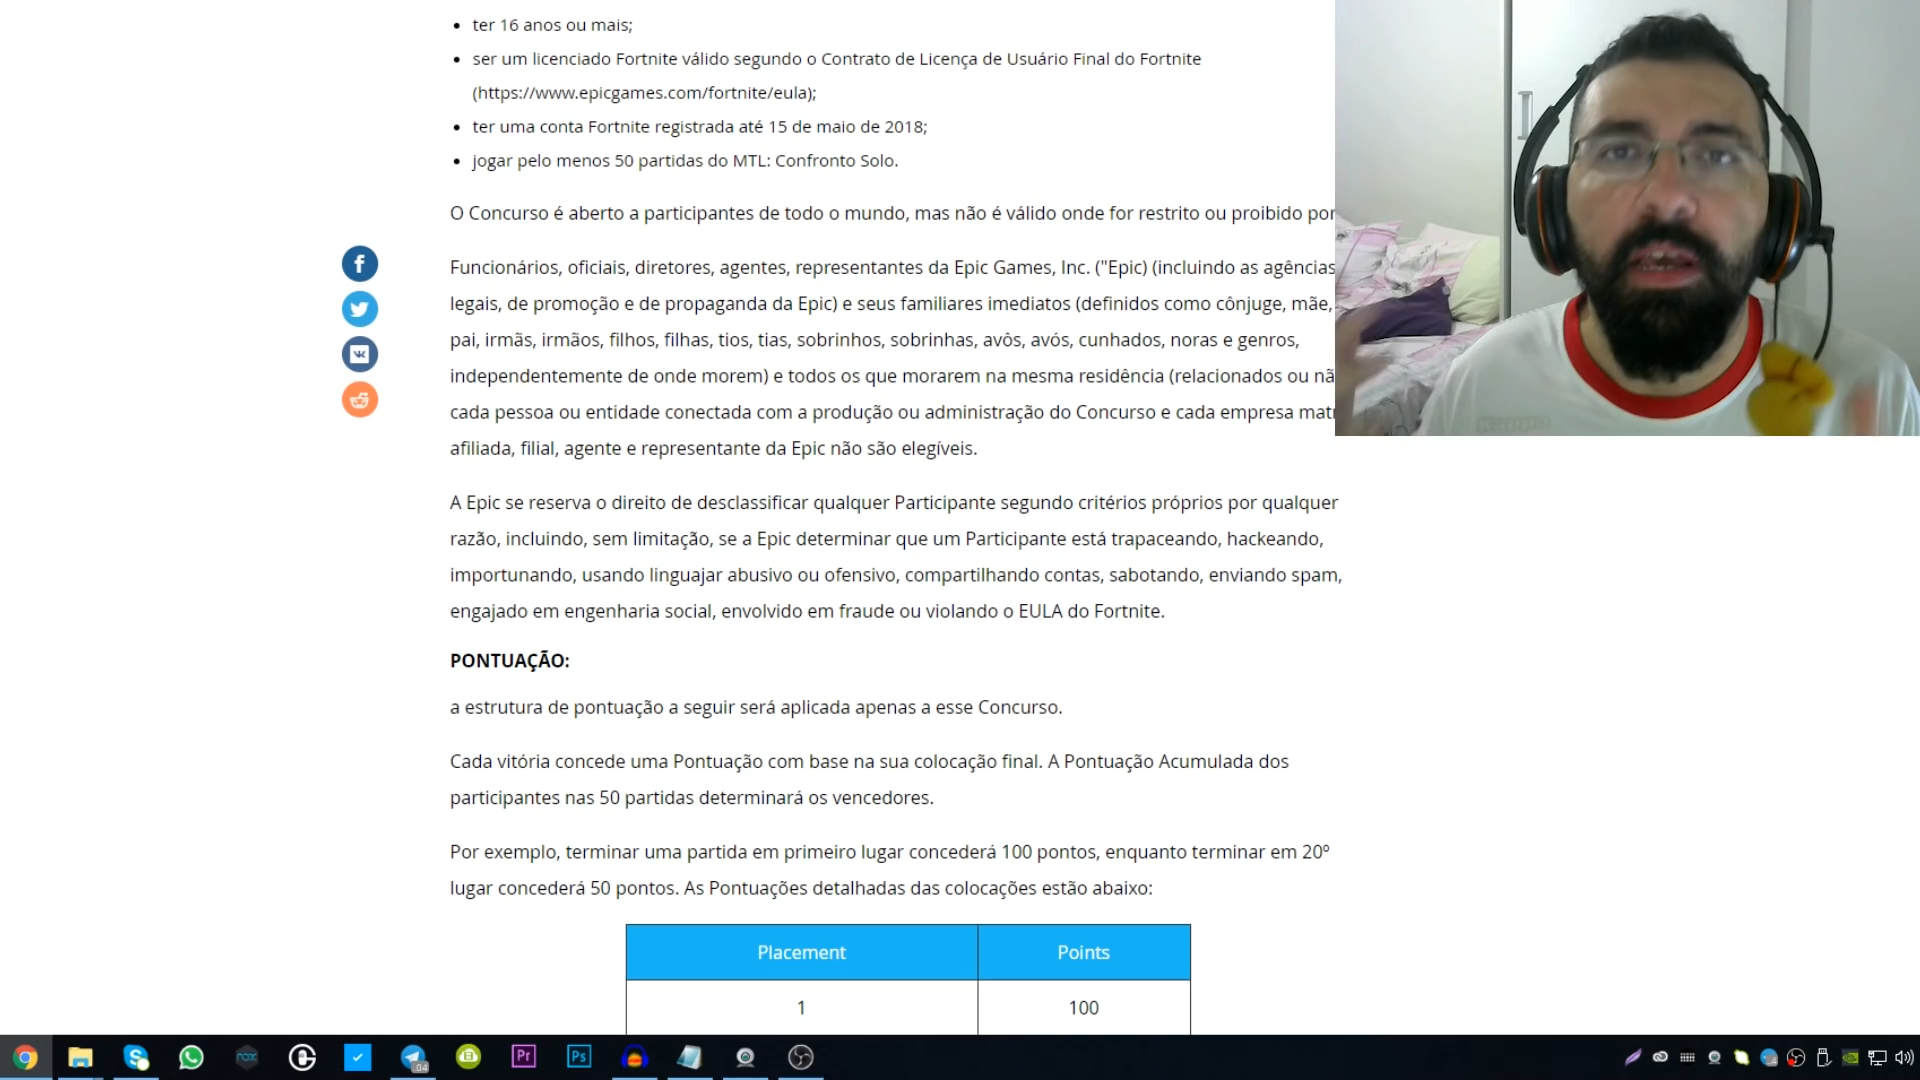 ter 16 anos ou mais;
ser um licenciado Fortnite válido segundo o Contrato de Licença de Usuário Final do Fortnite
(https://www.epicgames.com/fortnite/eula);
ter uma conta Fortnite registrada até 15 de maio de 2018;
jogar pelo menos 50 partidas do MTL: Confronto Solo.
O Concurso é aberto a participantes de todo o mundo, mas não é válido onde for restrito ou proibido por
Funcionários, oficiais, diretores, agentes, representantes da Epic Games, Inc. ("Epic) (incluindo as agências
legais, de promoção e de propaganda da Epic) e seus familiares imediatos (definidos como cônjuge, mãe,
pai, irmãs, irmãos, filhos, filhas, tios, tias, sobrinhos, sobrinhas, avôs, avós, cunhados, noras e genros,
independentemente de onde morem) e todos os que morarem na mesma residência (relacionados ou nã
cada pessoa ou entidade conectada com a produção ou administração do Concurso e cada empresa mat
afiliada, filial, agente e representante da Epic não são elegíveis.
A Epic se reserva o direito de desclassificar qualquer Participante segundo critérios próprios por qualquer
razão, incluindo, sem limitação, se a Epic determinar que um Participante está trapaceando, hackeando,
importunando, usando linguajar abusivo ou ofensivo, compartilhando contas, sabotando, enviando spam,
engajado em engenharia social, envolvido em fraude ou violando o EULA do Fortnite.
PONTUAÇÃO:
a estrutura de pontuação a seguir será aplicada apenas a esse Concurso.
Cada vitória concede uma Pontuação com base na sua colocação final. A Pontuação Acumulada dos
participantes nas 50 partidas determinará os vencedores.
Por exemplo, terminar uma partida em primeiro lugar concederá 100 pontos, enquanto terminar em 20º
lugar concederá 50 pontos. As Pontuações detalhadas das colocações estão abaixo:
Placement Points
1 100
nox 04 Pr Ps